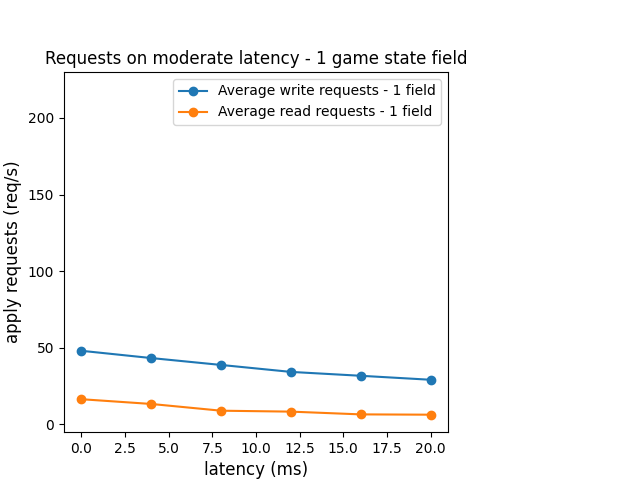 Requests on moderate latency - 1 game state field
Average write requests - 1 field
Average read requests - 1 field
apply requests (req/s)
200
150
100
50
0
0.0 2.5 5.0 7.5 10.0 12.5 15.0 17.5 20.0
latency (ms)